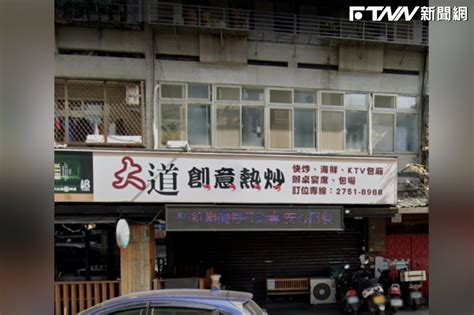 FTNN 新聞網
大道 創意熱炒
快炒、海鮮、KTV包廂
辦桌宴席、包場
訂位專線：2751-8988